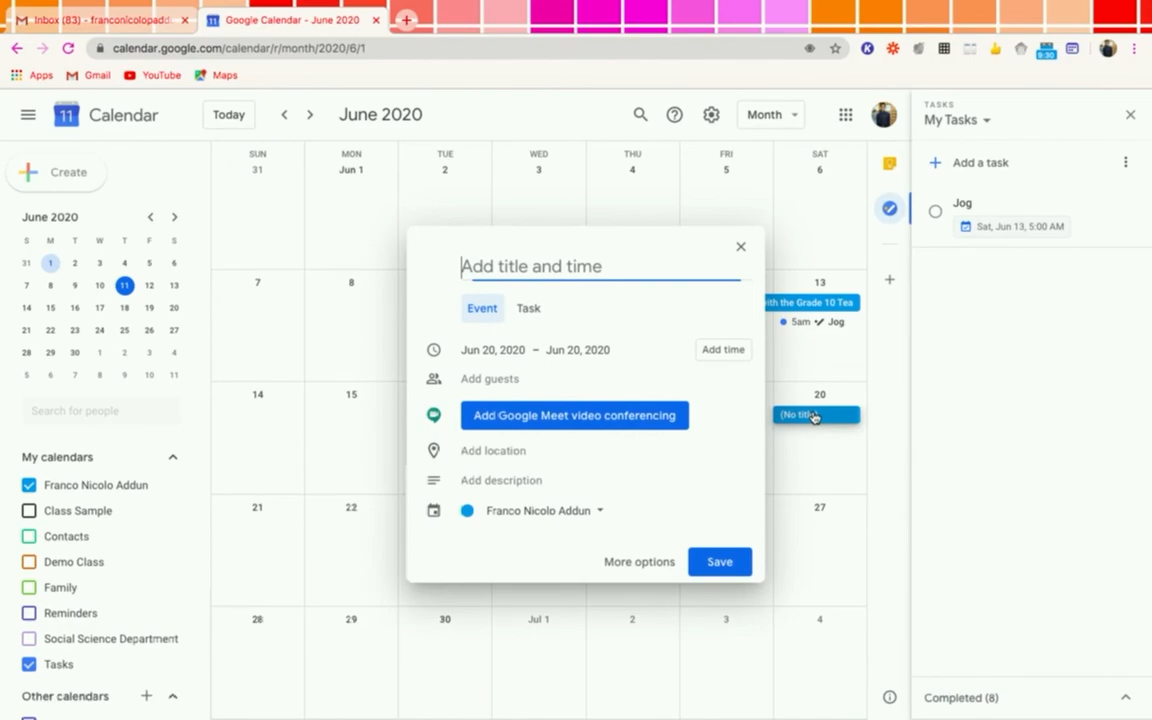 Inbox (83) - franconicolopadd
Google Calendar - June 2020
calendar.google.com/calendar/r/month/2020/6/1
9:30
Apps
Gmail
YouTube
Maps
11
Calendar
Today
June 2020
Month
TASKS
My Tasks
Add a task
Jog
Sat, Jun 13, 5:00 AM
Completed (8)
Create
June 2020
S M T W T F S
31 1 2 3 4 5 6
7 8 9 10 11 12 13
14 15 16 17 18 19 20
21 22 23 24 25 26 27
28 29 30 1 2 3 4
5 6 7 8 9 10 11
Search for people
My calendars
Franco Nicolo Addun
Class Sample
Contacts
Demo Class
Family
Reminders
Social Science Department
Tasks
Other calendars
SUN MON TUE WED THU FRI SAT
31 Jun 1 2 3 4 5 6
7 8 13
with the Grade 10 Tea
5am Jog
14 15 20
(No title)
21 22 27
28 29 30 Jul 1 2 3 4
Add title and time
Event Task
Jun 20, 2020 – Jun 20, 2020
Add time
Add guests
Add Google Meet video conferencing
Add location
Add description
Franco Nicolo Addun
More options
Save